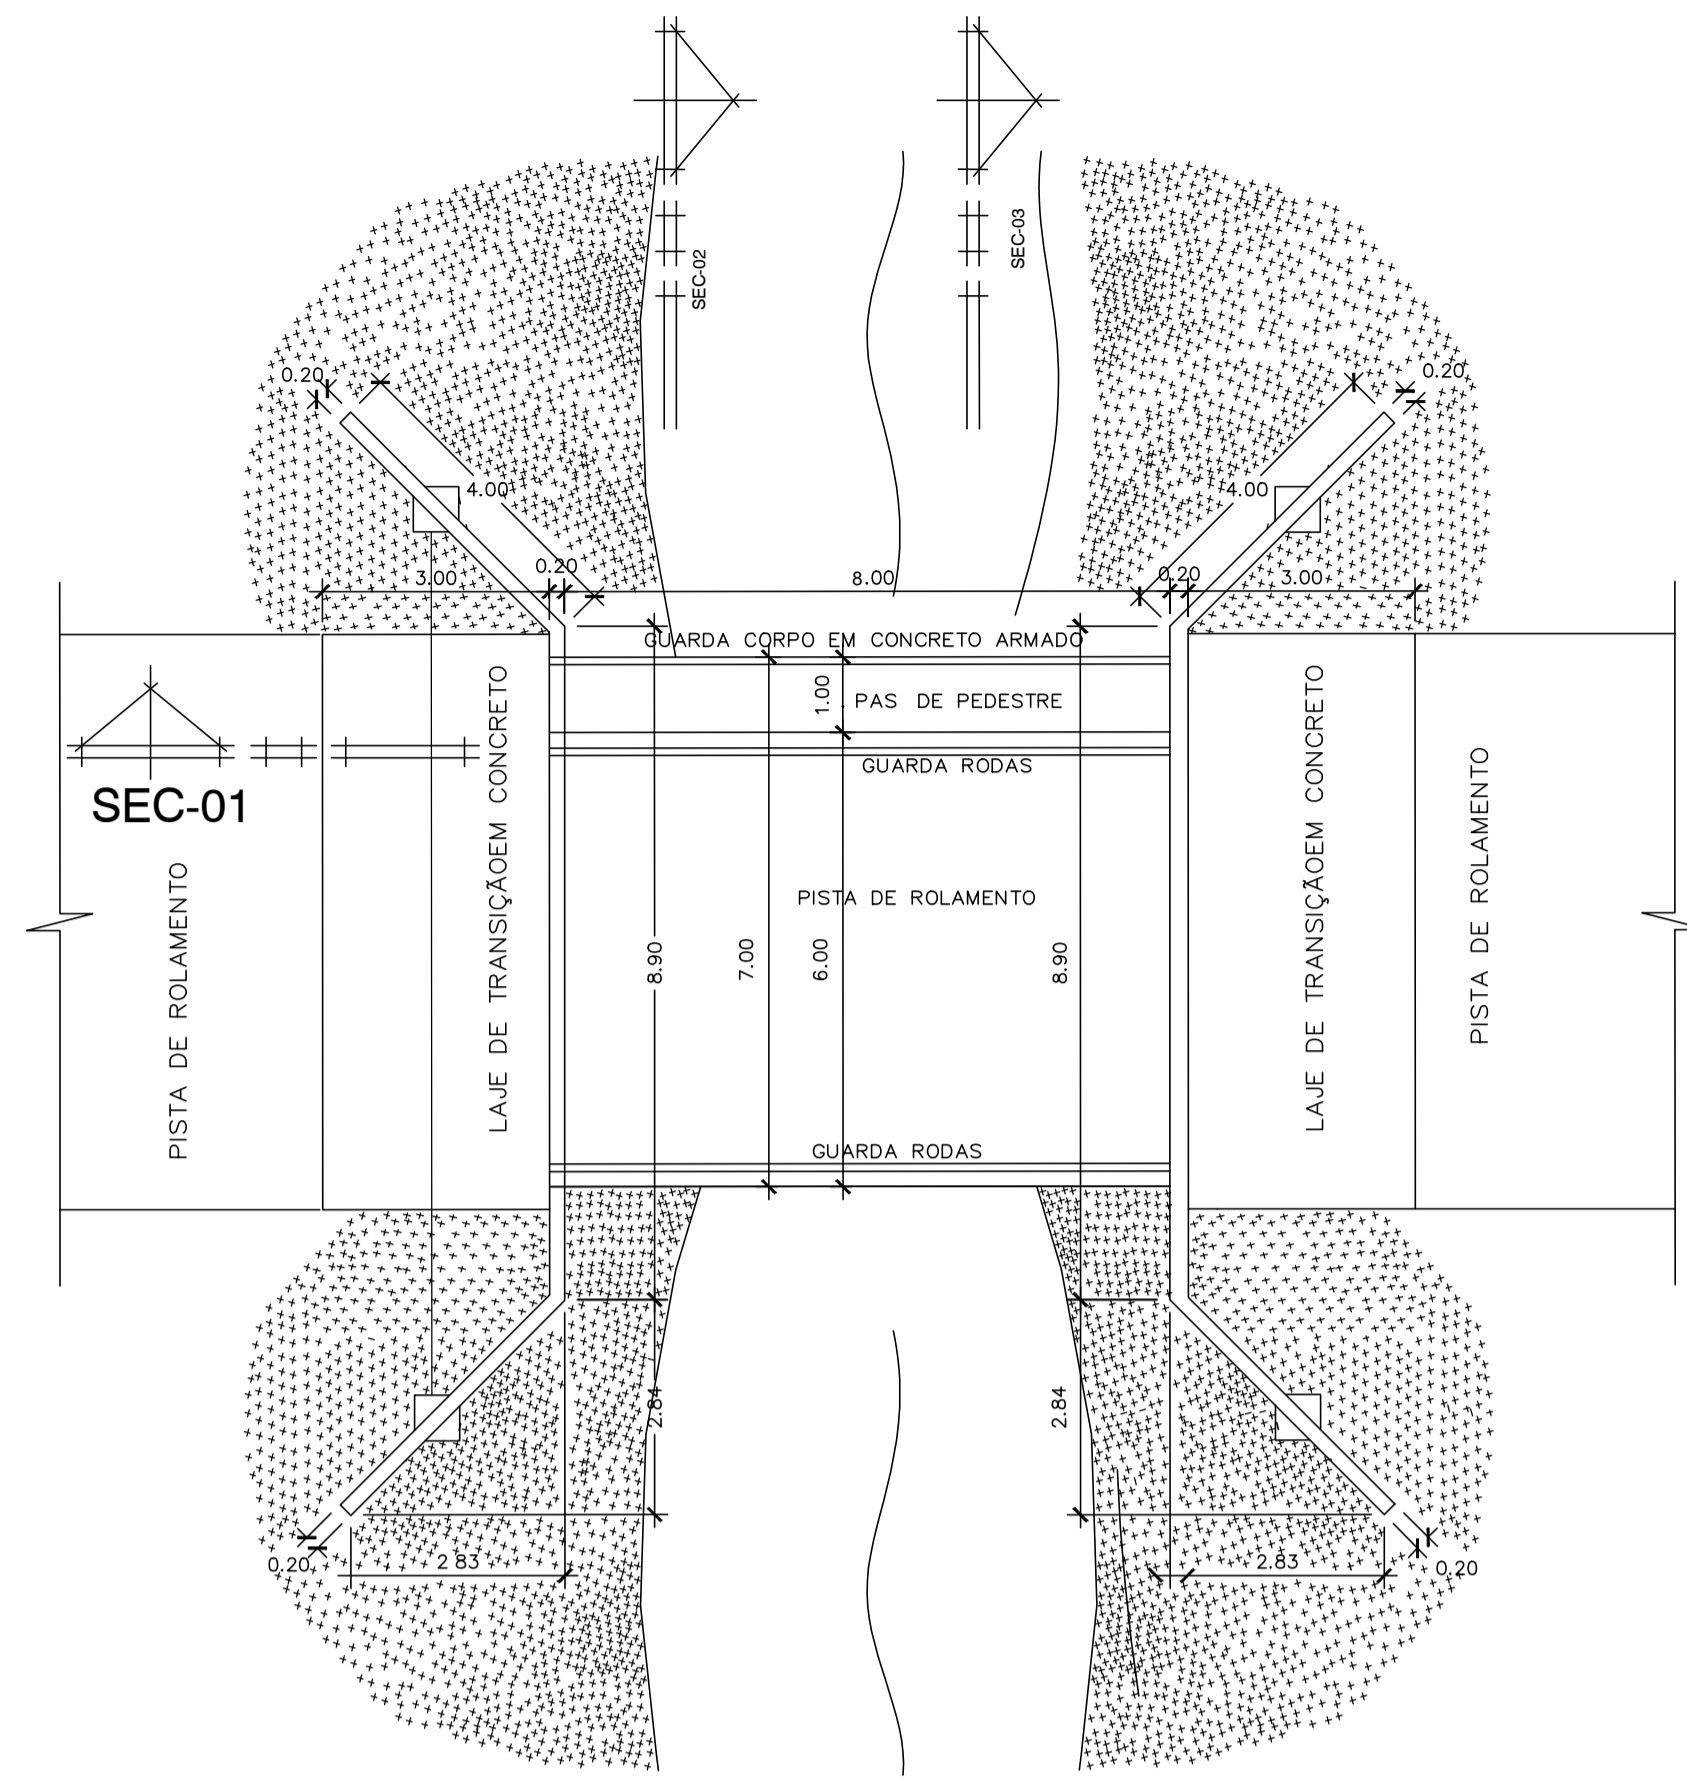 SEC-02
SEC-03
0.20
0.20
4.00
4.00
3.00
0.20
8.00
0.20
3.00
GUARDA CORPO EM CONCRETO ARMADO
1.00
PAS DE PEDESTRE
GUARDA RODAS
SEC-01
PISTA DE ROLAMENTO
LAJE DE TRANSIÇÃOEM CONCRETO
PISTA DE ROLAMENTO
8.90
7.00
6.00
8.90
LAJE DE TRANSIÇÃOEM CONCRETO
PISTA DE ROLAMENTO
GUARDA RODAS
2.84
2.84
0.20
2 83
2.83
0.20